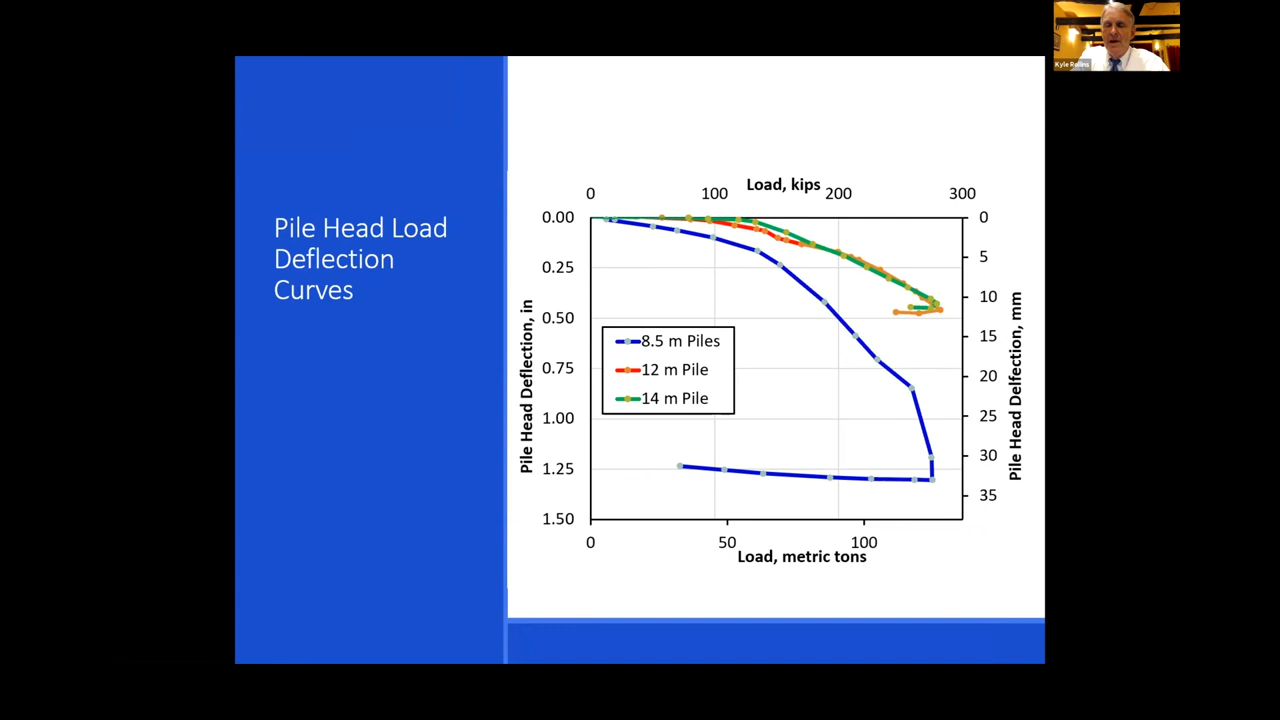 Kyle Rollins
Pile Head Load
Deflection
Curves
Load, kips
0 100 200 300
0.00
0.25
0.50
0.75
1.00
1.25
1.50
Pile Head Deflection, in
8.5 m Piles
12 m Pile
14 m Pile
0
5
10
15
20
25
30
35
Pile Head Delfection, mm
0 50 100
Load, metric tons